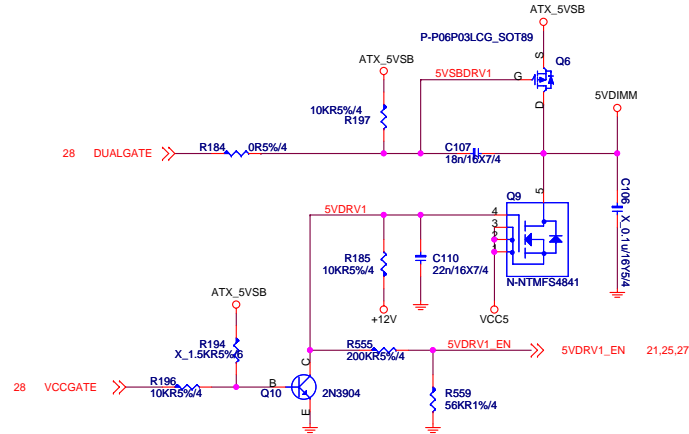 ATX_5VSB
P-P06P03LCG_SOT89
S
Q6
ATX_5VSB
5VSBDRV1
G
5VDIMM
10KR5%/4
R197
D
28 DUALGATE
R184
0R5%/4
C107
18n/16X7/4
C106
X_0.1u/16Y5/4
Q9
5
5VDRV1
4
3
2
1
R185
10KR5%/4
C110
22n/16X7/4
N-NTMFS4841
ATX_5VSB
+12V
VCC5
R194
X_1.5KR5%/6
R555
200KR5%/4
5VDRV1_EN
5VDRV1_EN 21,25,27
C
28 VCCGATE
R196
10KR5%/4
B
Q10
2N3904
E
R559
56KR1%/4